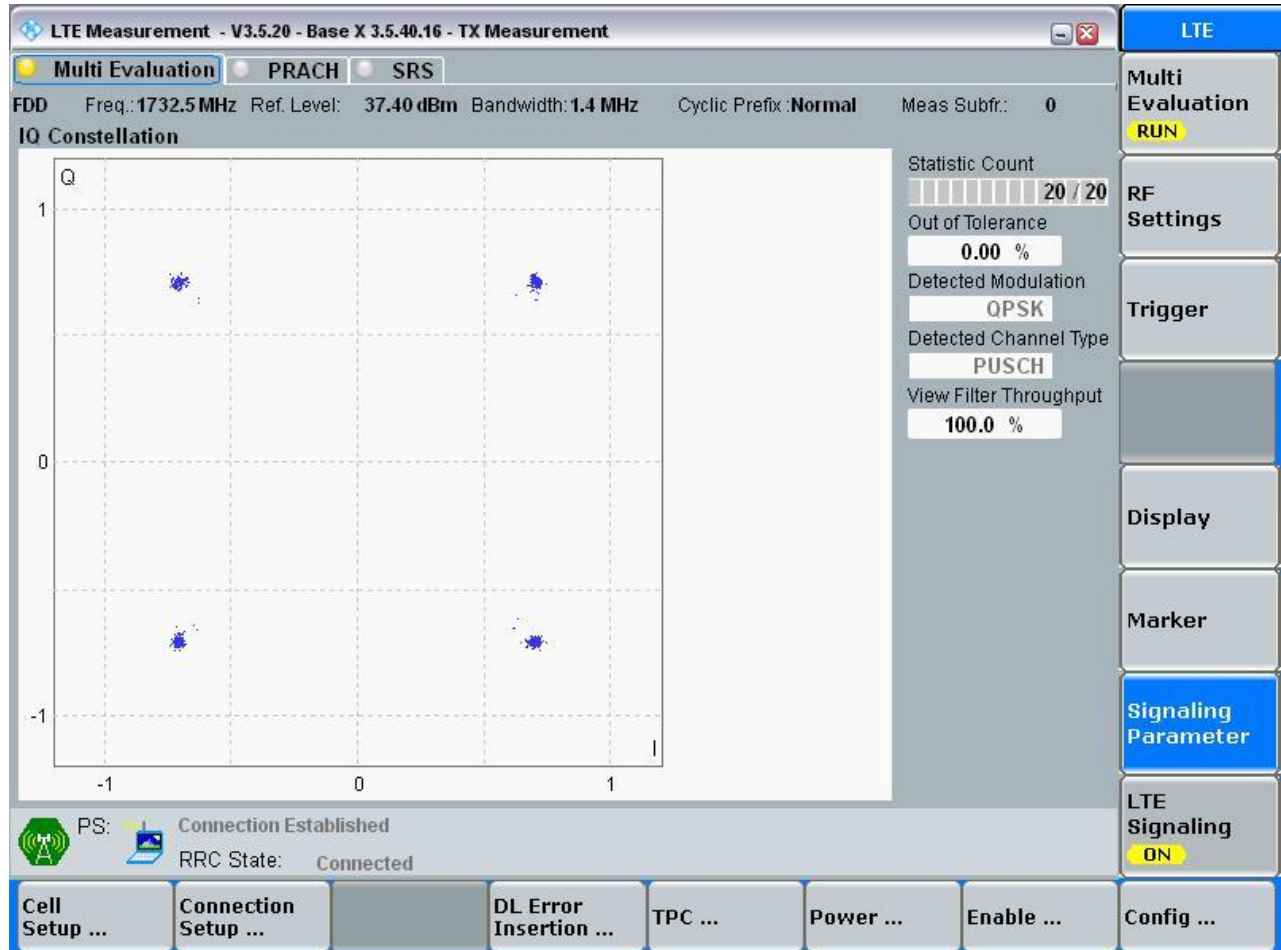 LTE Measurement - V3.5.20 - Base X 3.5.40.16 - TX Measurement
LTE
Multi Evaluation PRACH SRS
FDD Freq.: 1732.5 MHz Ref. Level: 37.40 dBm Bandwidth: 1.4 MHz Cyclic Prefix : Normal Meas Subfr.: 0
IQ Constellation
Q
1
0
-1
-1 0 1
I
Statistic Count
20 / 20
Out of Tolerance
0.00 %
Detected Modulation
QPSK
Detected Channel Type
PUSCH
View Filter Throughput
100.0 %
Multi
Evaluation
RUN
RF
Settings
Trigger
Display
Marker
Signaling
Parameter
LTE
Signaling
ON
PS: Connection Established
RRC State: Connected
Cell
Setup ...
Connection
Setup ...
DL Error
Insertion ...
TPC ...
Power ...
Enable ...
Config ...